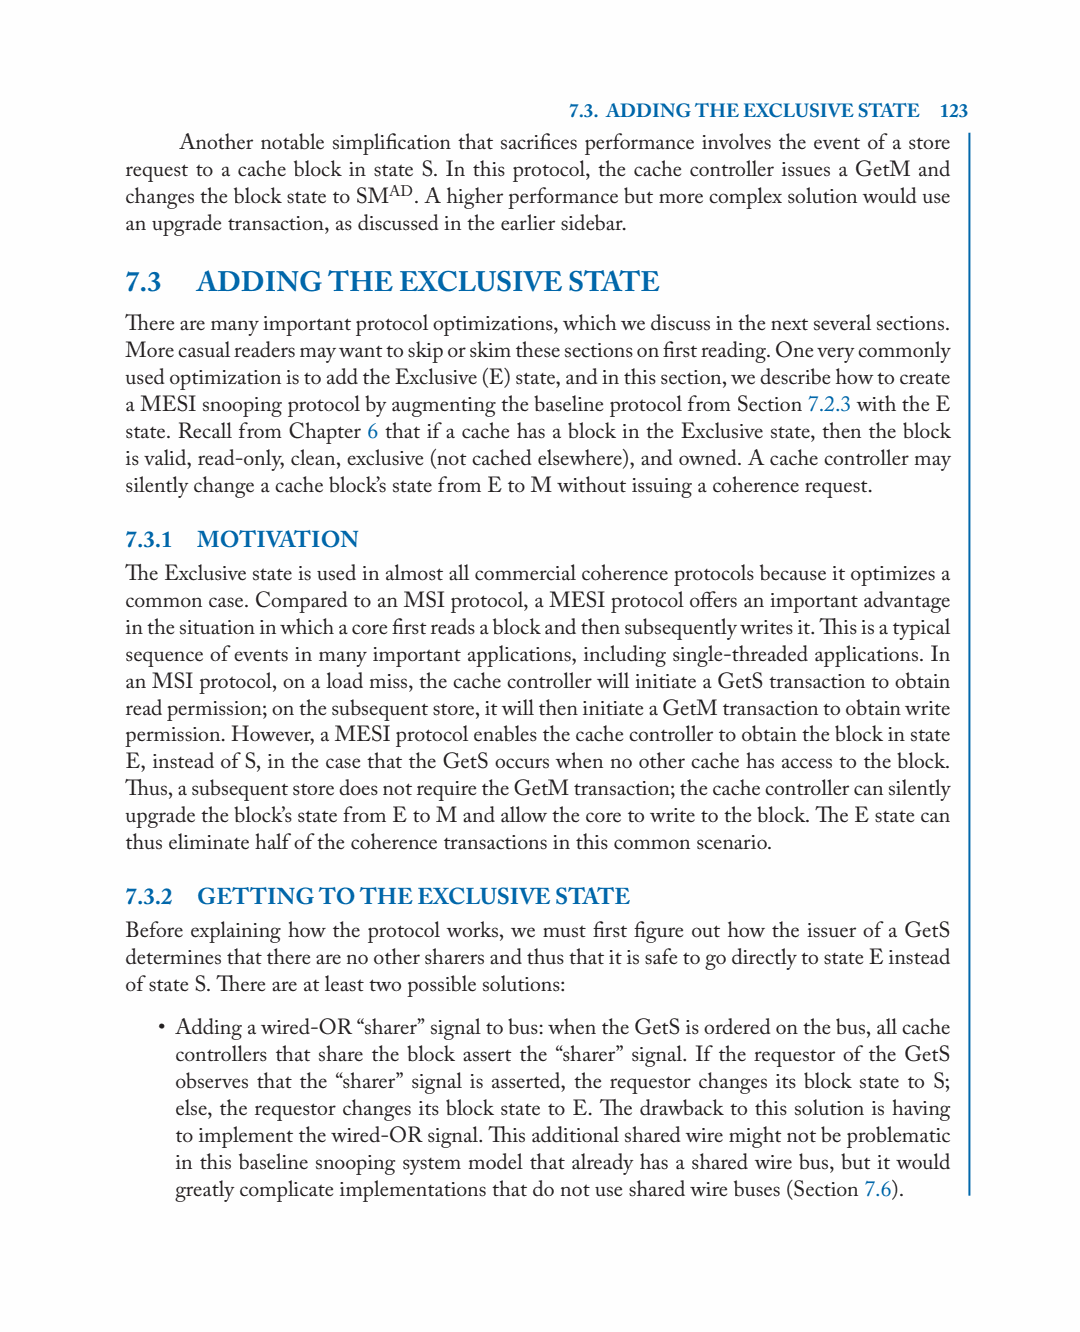 7.3. ADDING THE EXCLUSIVE STATE 123
Another notable simplification that sacrifices performance involves the event of a store
request to a cache block in state S. In this protocol, the cache controller issues a GetM and
changes the block state to SM^AD. A higher performance but more complex solution would use
an upgrade transaction, as discussed in the earlier sidebar.
7.3 ADDING THE EXCLUSIVE STATE
There are many important protocol optimizations, which we discuss in the next several sections.
More casual readers may want to skip or skim these sections on first reading. One very commonly
used optimization is to add the Exclusive (E) state, and in this section, we describe how to create
a MESI snooping protocol by augmenting the baseline protocol from Section 7.2.3 with the E
state. Recall from Chapter 6 that if a cache has a block in the Exclusive state, then the block
is valid, read-only, clean, exclusive (not cached elsewhere), and owned. A cache controller may
silently change a cache block's state from E to M without issuing a coherence request.
7.3.1 MOTIVATION
The Exclusive state is used in almost all commercial coherence protocols because it optimizes a
common case. Compared to an MSI protocol, a MESI protocol offers an important advantage
in the situation in which a core first reads a block and then subsequently writes it. This is a typical
sequence of events in many important applications, including single-threaded applications. In
an MSI protocol, on a load miss, the cache controller will initiate a GetS transaction to obtain
read permission; on the subsequent store, it will then initiate a GetM transaction to obtain write
permission. However, a MESI protocol enables the cache controller to obtain the block in state
E, instead of S, in the case that the GetS occurs when no other cache has access to the block.
Thus, a subsequent store does not require the GetM transaction; the cache controller can silently
upgrade the block's state from E to M and allow the core to write to the block. The E state can
thus eliminate half of the coherence transactions in this common scenario.
7.3.2 GETTING TO THE EXCLUSIVE STATE
Before explaining how the protocol works, we must first figure out how the issuer of a GetS
determines that there are no other sharers and thus that it is safe to go directly to state E instead
of state S. There are at least two possible solutions:
• Adding a wired-OR “sharer” signal to bus: when the GetS is ordered on the bus, all cache
controllers that share the block assert the “sharer” signal. If the requestor of the GetS
observes that the “sharer” signal is asserted, the requestor changes its block state to S;
else, the requestor changes its block state to E. The drawback to this solution is having
to implement the wired-OR signal. This additional shared wire might not be problematic
in this baseline snooping system model that already has a shared wire bus, but it would
greatly complicate implementations that do not use shared wire buses (Section 7.6).